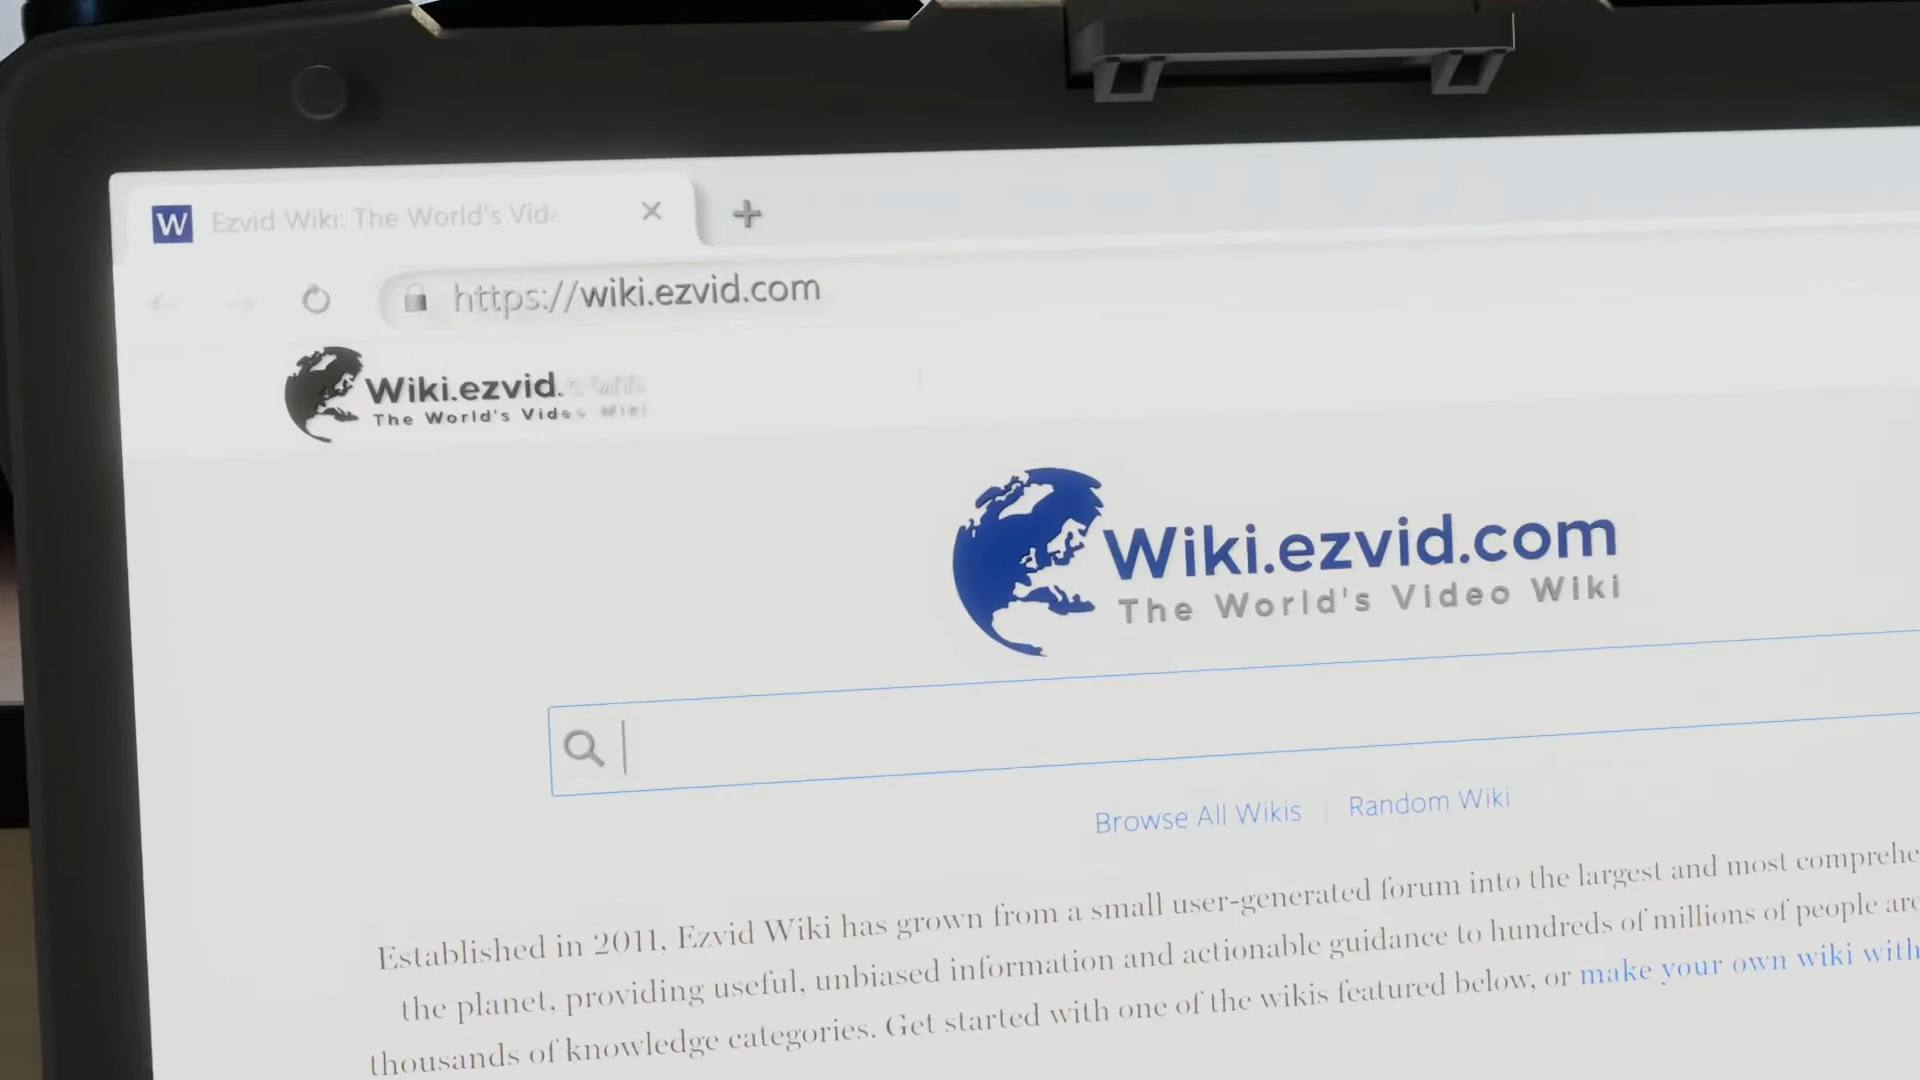 W Ezvid Wiki: The World's Vid
https://wiki.ezvid.com
Wiki.ezvid.
The World's Video
Wiki.ezvid.com
The World's Video Wiki
Browse All Wikis | Random Wiki
Established in 2011, Ezvid Wiki has grown from a small user-generated forum into the largest and most comprehe
the planet, providing useful, unbiased information and actionable guidance to hundreds of millions of people
thousands of knowledge categories. Get started with one of the wikis featured below, or make your own wiki with